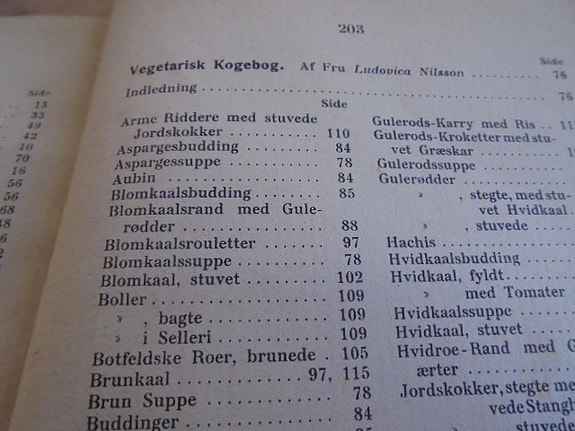 203
Vegetarisk Kogebog. Af Fru Ludovica Nilsson .......... 76
Side
Indledning .......... 76
Side
Arme Riddere med stuvede
Jordskokker .......... 110
Aspargesbudding .......... 84
Aspargessuppe .......... 78
Aubin .......... 84
Blomkaalsbudding .......... 85
Blomkaalsrand med Gule-
rødder .......... 88
Blomkaalsrouletter .......... 97
Blomkaalssuppe .......... 78
Blomkaal, stuvet .......... 102
Boller .......... 109
» , bagte .......... 109
» i Selleri .......... 109
Botfeldske Roer, brunede . 105
Brunkaal .......... 97, 115
Brun Suppe .......... 78
Buddinger .......... 84
Gulerods-Karry med Ris .. 11
Gulerods-Kroketter med stu-
vet Græskar ..........
Gulerodssuppe ..........
Gulerødder ..........
» , stegte, med stu-
vet Hvidkaal
» , stuvede
Hachis ..........
Hvidkaalsbudding ..........
Hvidkaal, fyldt ..........
» med Tomater
Hvidkaalssuppe ..........
Hvidkaal, stuvet ..........
Hvidroe-Rand med G
ærter ..........
Jordskokker, stegte me
vede Stangb
Side
13
33
49
42
10
70
16
56
56
68
48